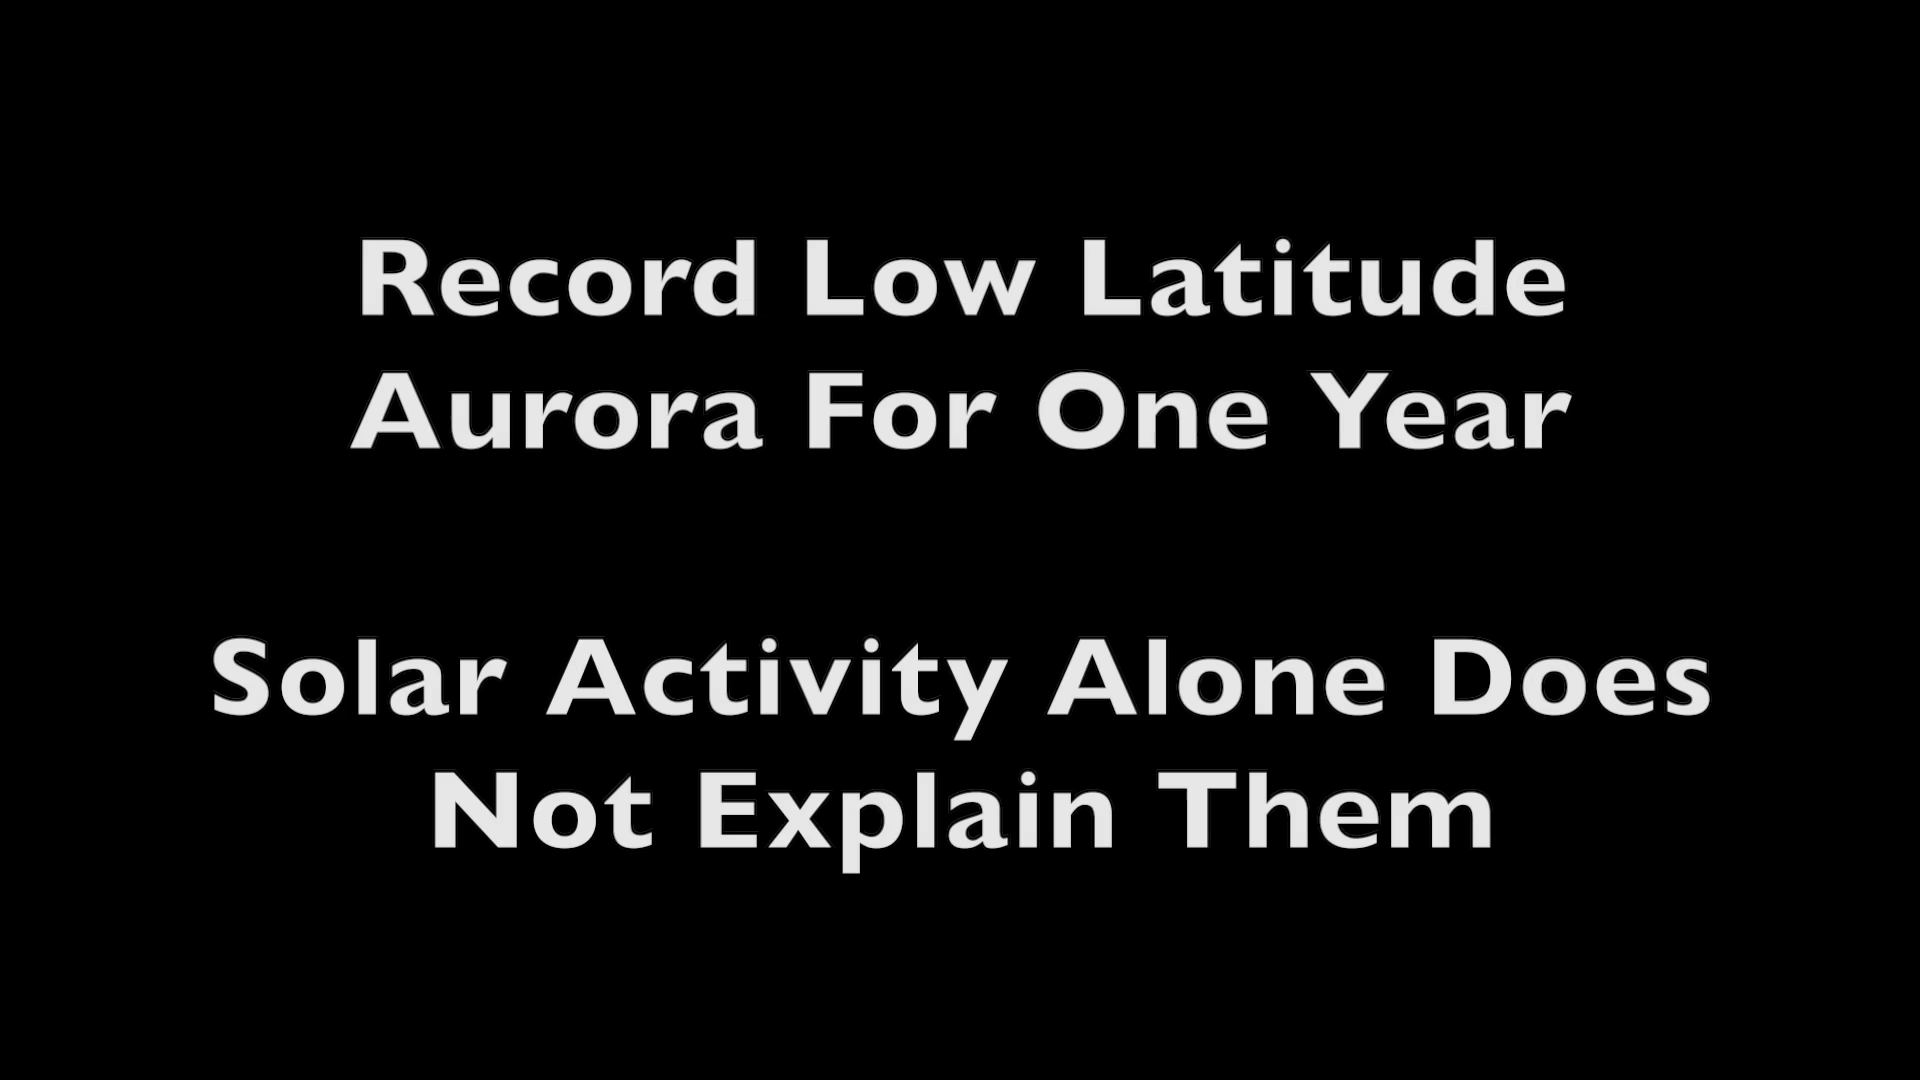 Record Low Latitude
Aurora For One Year
Solar Activity Alone Does
Not Explain Them